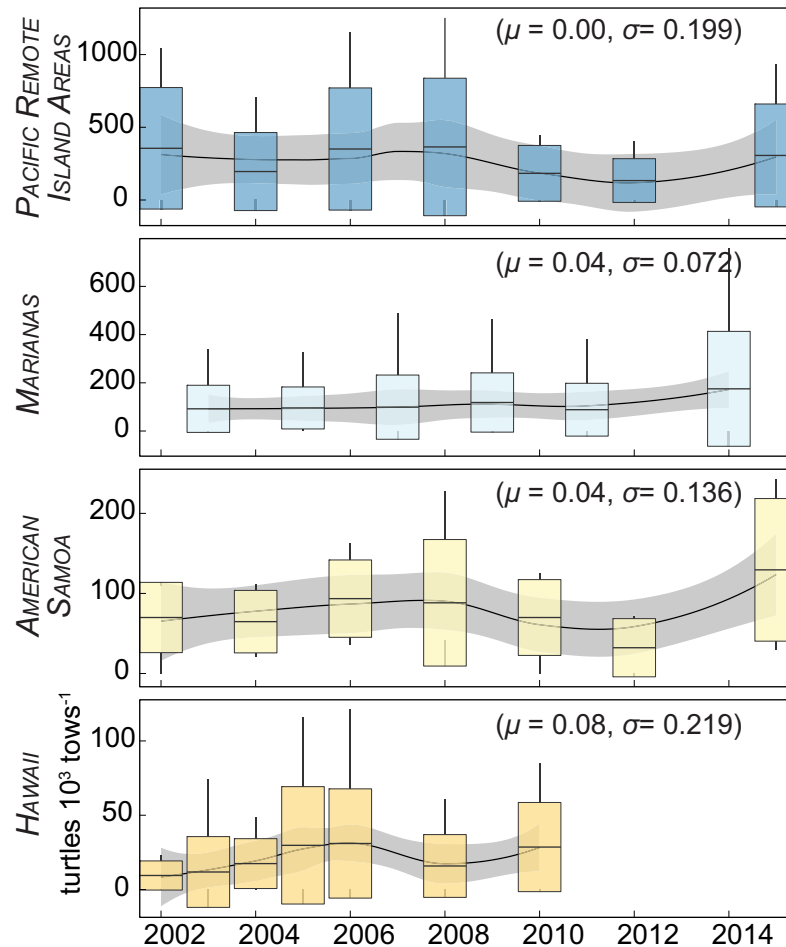 PACIFIC REMOTE
ISLAND AREAS
1000
500
0
(μ = 0.00, σ= 0.199)
MARIANAS
600
400
200
0
(μ = 0.04, σ= 0.072)
AMERICAN
SAMOA
200
100
0
(μ = 0.04, σ= 0.136)
HAWAII
turtles 10³ tows⁻¹
100
50
0
(μ = 0.08, σ= 0.219)
2002 2004 2006 2008 2010 2012 2014